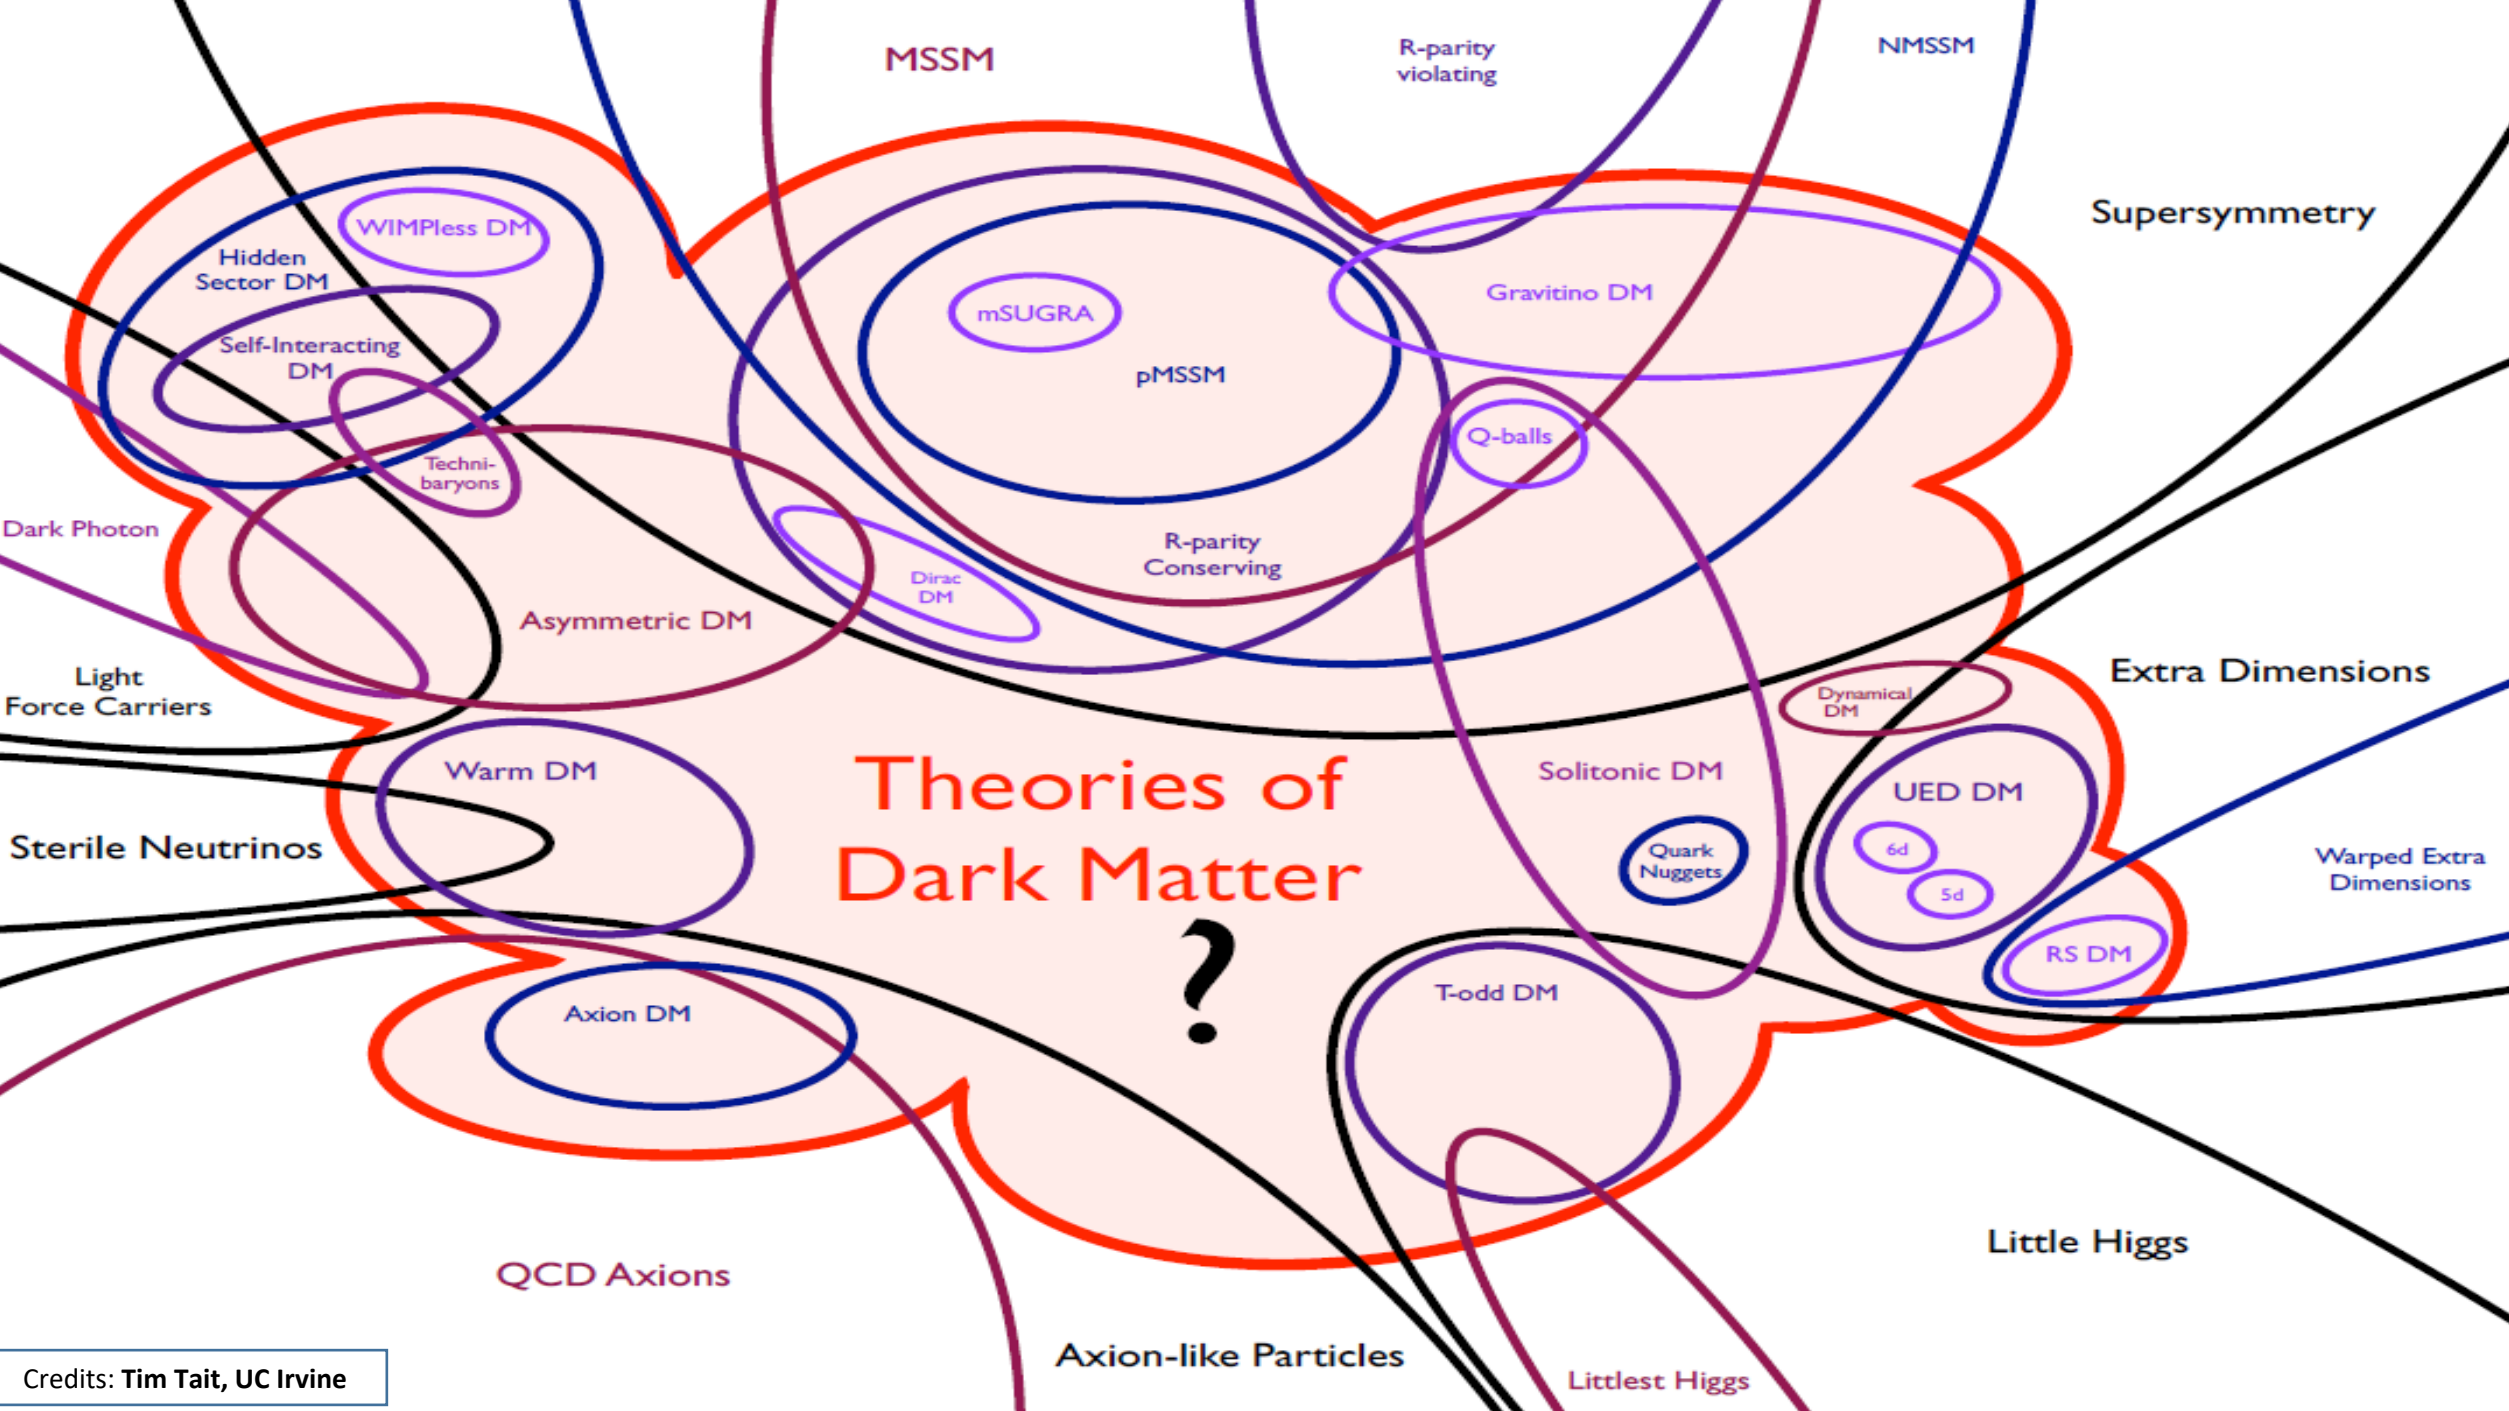 MSSM
R-parity
violating
NMSSM
Supersymmetry
WIMPless DM
Hidden
Sector DM
Self-Interacting
DM
mSUGRA
pMSSM
Gravitino DM
Q-balls
Techni-
baryons
Dark Photon
R-parity
Conserving
Dirac
DM
Asymmetric DM
Light
Force Carriers
Extra Dimensions
Dynamical
DM
Warm DM
Theories of
Dark Matter
?
Solitonic DM
UED DM
Sterile Neutrinos
Quark
Nuggets
6d
5d
Warped Extra
Dimensions
RS DM
Axion DM
T-odd DM
Little Higgs
QCD Axions
Axion-like Particles
Littlest Higgs
Credits: Tim Tait, UC Irvine